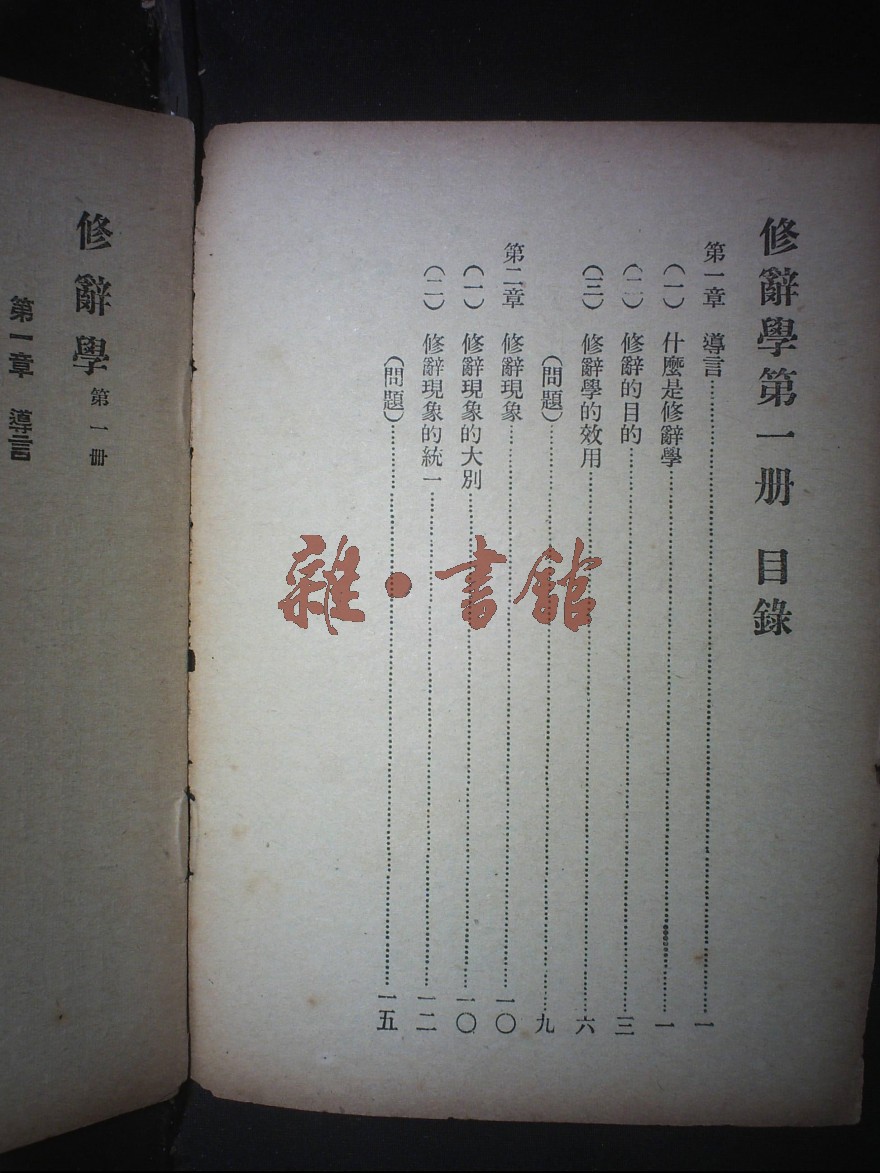 修辭學第一册 目錄
第一章 導言……一
(一) 什麼是修辭學……一
(二) 修辭的目的……三
(三) 修辭學的效用……六
(問題)……九
第二章 修辭現象……一〇
(一) 修辭現象的大別……一〇
(二) 修辭現象的統一……一二
(問題)……一五
修辭學 第一冊
第一章 導言
雜·書館